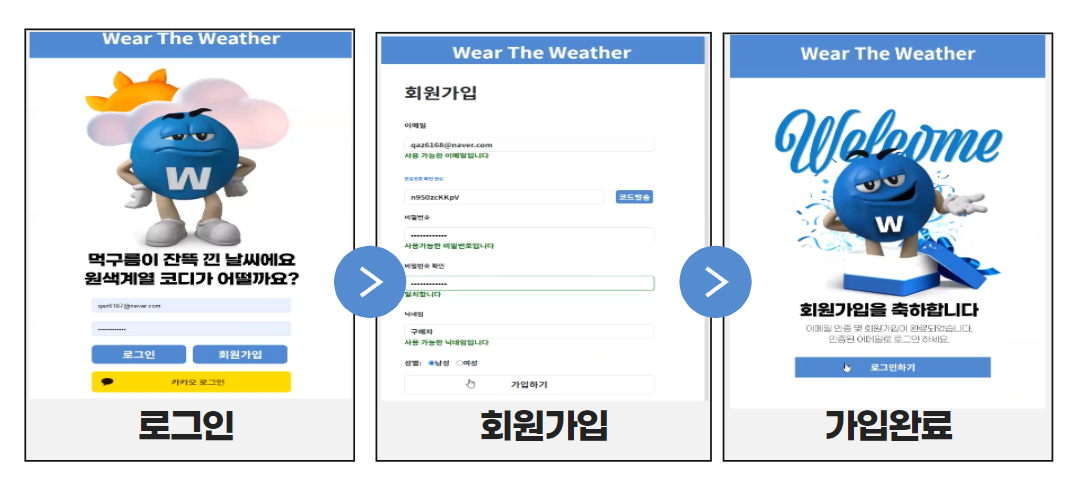 Wear The Weather
W
먹구름이 잔뜩 낀 날씨에요
원색계열 코디가 어떨까요?
qaz6167@naver.com
••••••••••••
로그인 회원가입
카카오 로그인
로그인
Wear The Weather
회원가입
이메일
qaz6168@naver.com
사용 가능한 이메일입니다
n950zcKKpV 코드발송
비밀번호
••••••••••••
사용가능한 비밀번호입니다
비밀번호 확인
••••••••••••
일치합니다
닉네임
구매자
사용 가능한 닉네임입니다
성별: 남성 여성
가입하기
회원가입
Wear The Weather
Welcome
W
회원가입을 축하합니다
이메일 인증 및 회원가입이 완료되었습니다.
인증된 이메일로 로그인 하세요.
로그인하기
가입완료